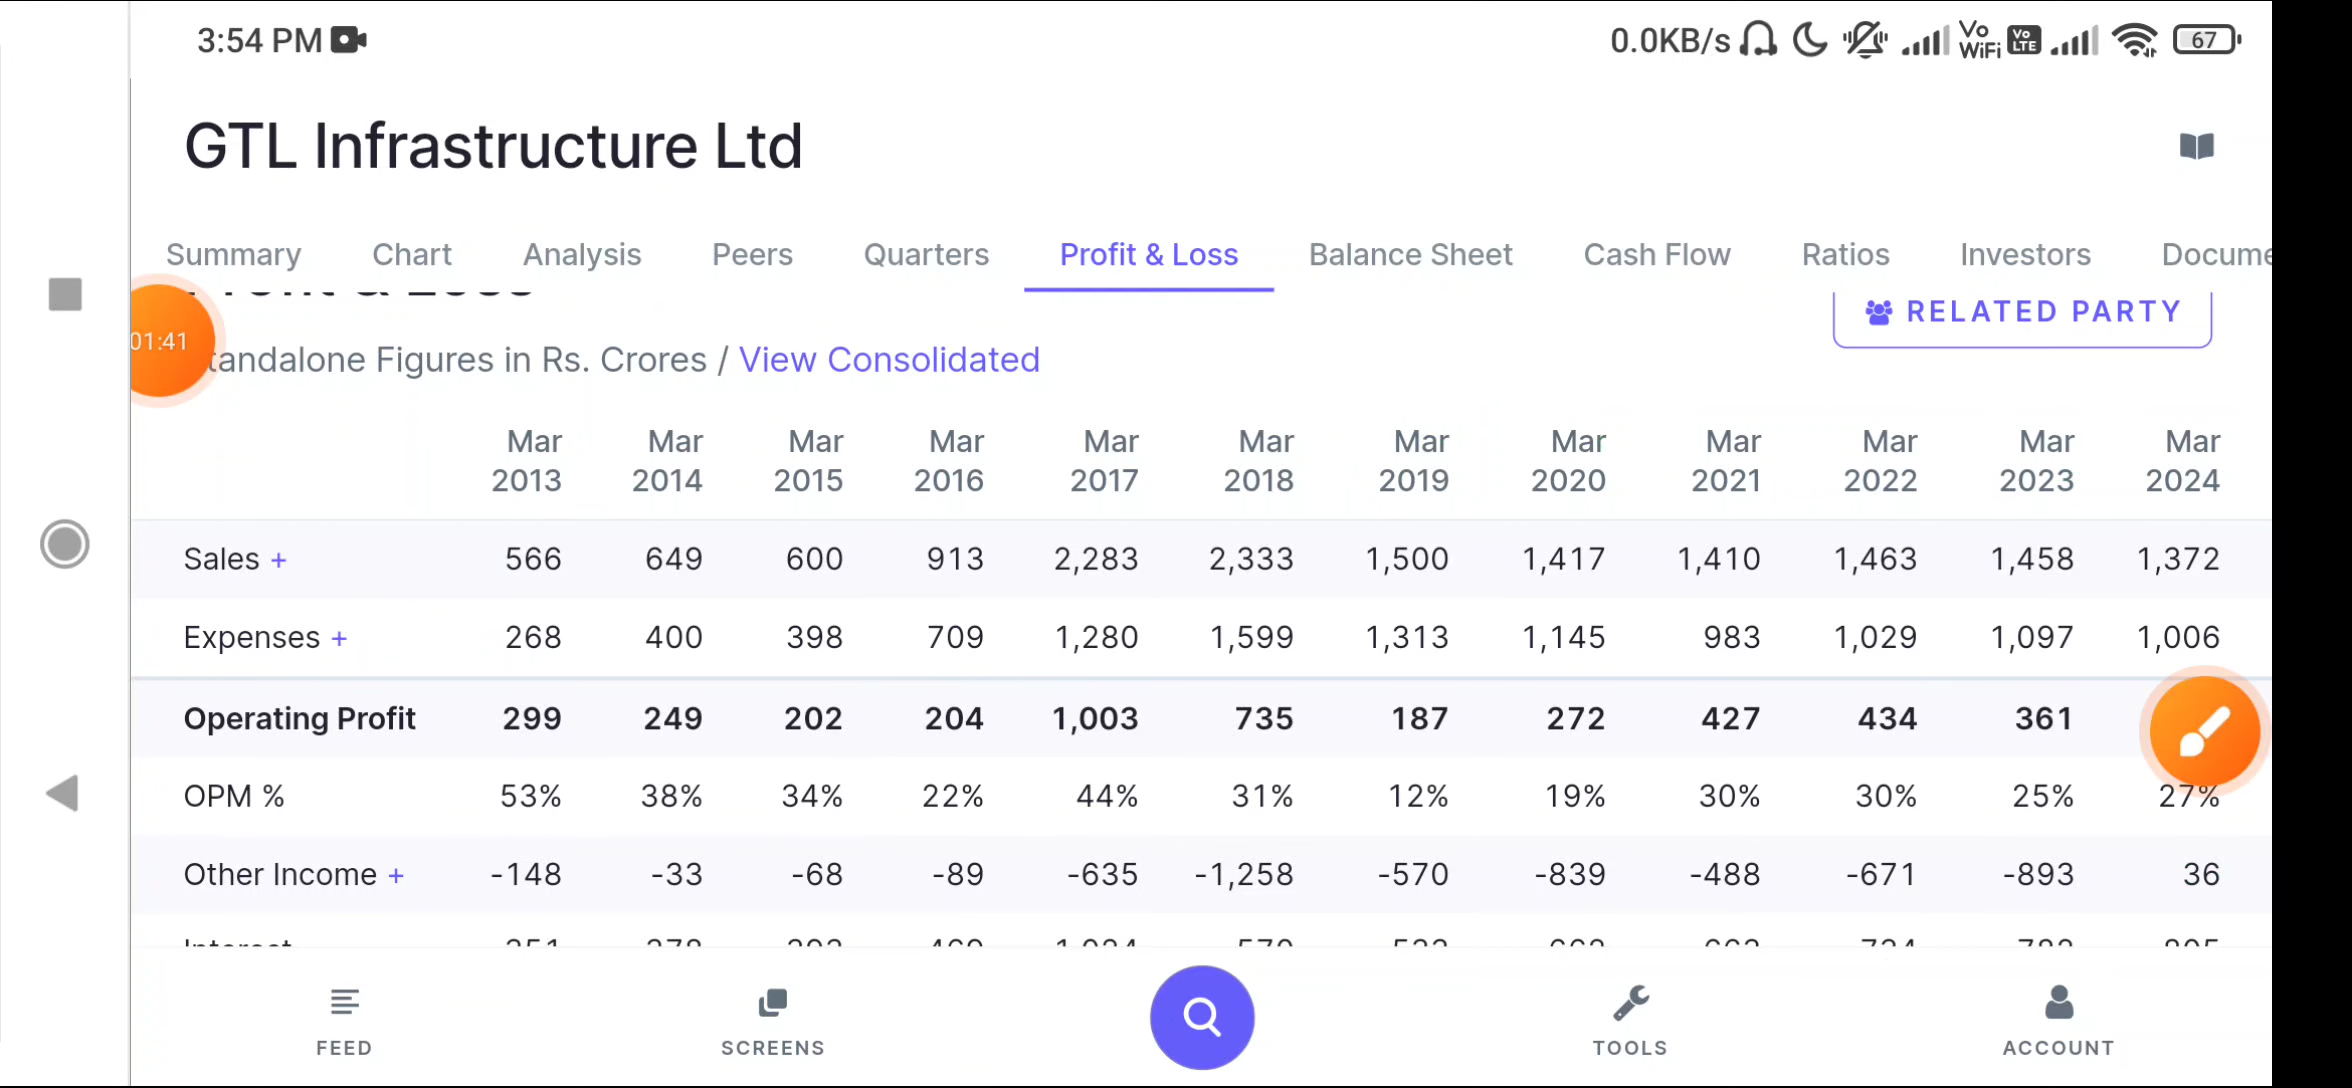 3:54 PM 0.0KB/s Vo WiFi Vo LTE 67
GTL Infrastructure Ltd
Summary Chart Analysis Peers Quarters Profit & Loss Balance Sheet Cash Flow Ratios Investors Docume
Profit & Loss
RELATED PARTY
01:41
tandalone Figures in Rs. Crores / View Consolidated
Mar Mar Mar Mar Mar Mar Mar Mar Mar Mar Mar Mar
2013 2014 2015 2016 2017 2018 2019 2020 2021 2022 2023 2024
Sales + 566 649 600 913 2,283 2,333 1,500 1,417 1,410 1,463 1,458 1,372
Expenses + 268 400 398 709 1,280 1,599 1,313 1,145 983 1,029 1,097 1,006
Operating Profit 299 249 202 204 1,003 735 187 272 427 434 361
OPM % 53% 38% 34% 22% 44% 31% 12% 19% 30% 30% 25% 27%
Other Income + -148 -33 -68 -89 -635 -1,258 -570 -839 -488 -671 -893 36
Interest
FEED SCREENS TOOLS ACCOUNT